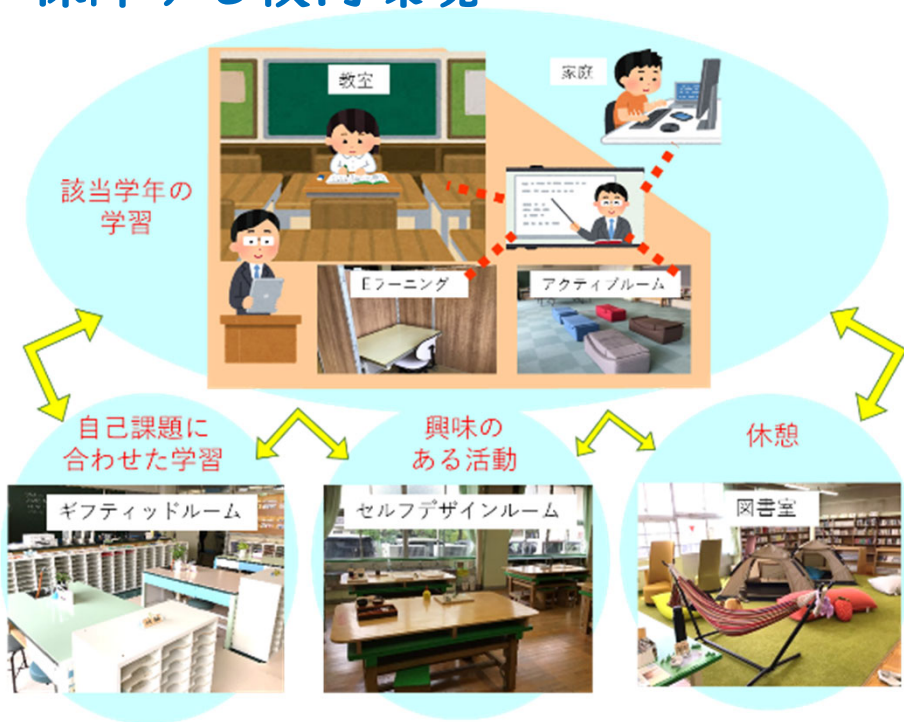 教室
家庭
該当学年の
学習
Eラーニング
アクティブルーム
自己課題に
合わせた学習
興味の
ある活動
休憩
ギフティッドルーム
セルフデザインルーム
図書室